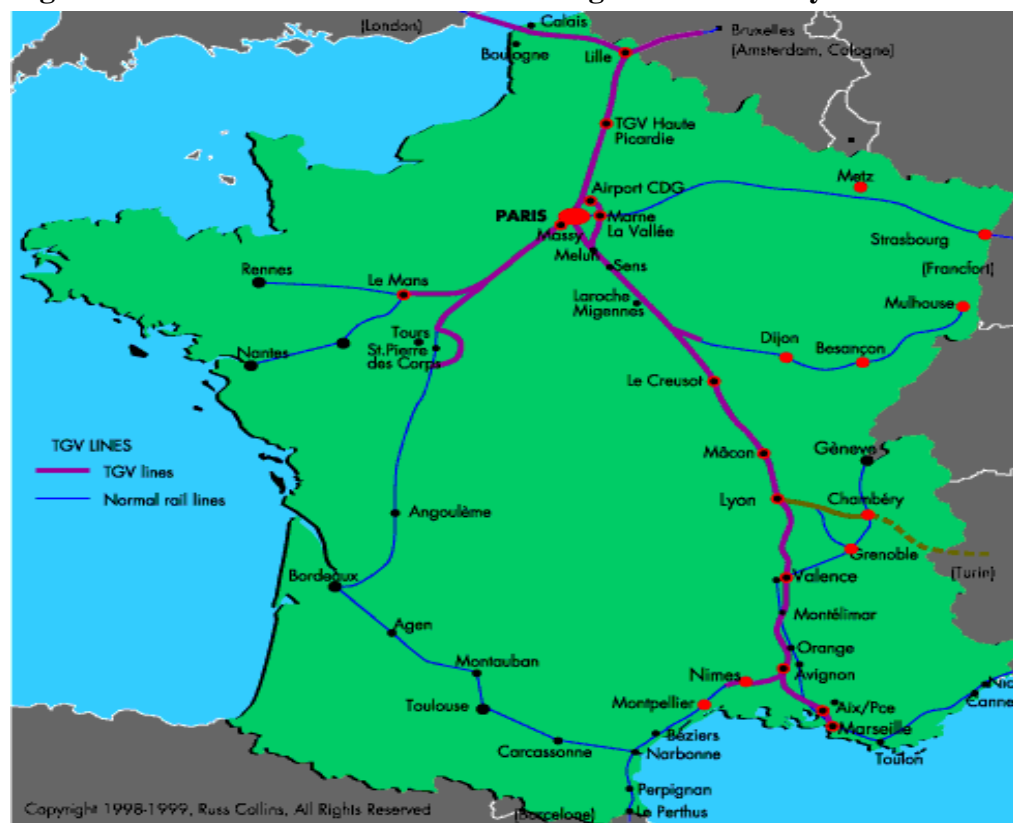 (London)
Calais
Bruxelles
(Amsterdam, Cologne)
Boulogne
Lille
TGV Haute
Picardie
Metz
Airport CDG
PARIS
Marne
La Vallée
Massy
Strasbourg
Melun
Sens
(Francfort)
Rennes
Le Mans
Laroche
Migennes
Mulhouse
Tours
St.Pierre
des Corps
Nantes
Dijon
Besançon
Le Creusot
TGV LINES
TGV lines
Normal rail lines
Mâcon
Gèneve
Lyon
Chambéry
Angoulème
Grenoble
(Turin)
Bordeaux
Valence
Montélimar
Agen
Orange
Montauban
Nimes
Avignon
Toulouse
Montpellier
Aix/Pce
Marseille
Nic
Canne
Béziers
Carcassonne
Narbonne
Toulon
Perpignan
Le Perthus
(Barcelone)
Copyright 1998-1999, Russ Collins, All Rights Reserved